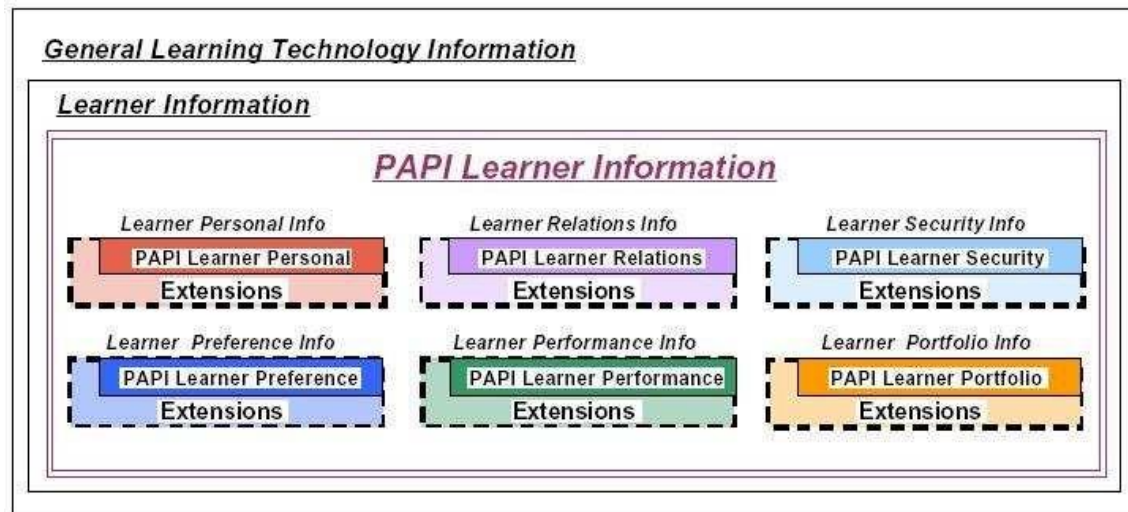 General Learning Technology Information
Learner Information
PAPI Learner Information
Learner Personal Info
PAPI Learner Personal
Extensions
Learner Relations Info
PAPI Learner Relations
Extensions
Learner Security Info
PAPI Learner Security
Extensions
Learner Preference Info
PAPI Learner Preference
Extensions
Learner Performance Info
PAPI Learner Performance
Extensions
Learner Portfolio Info
PAPI Learner Portfolio
Extensions